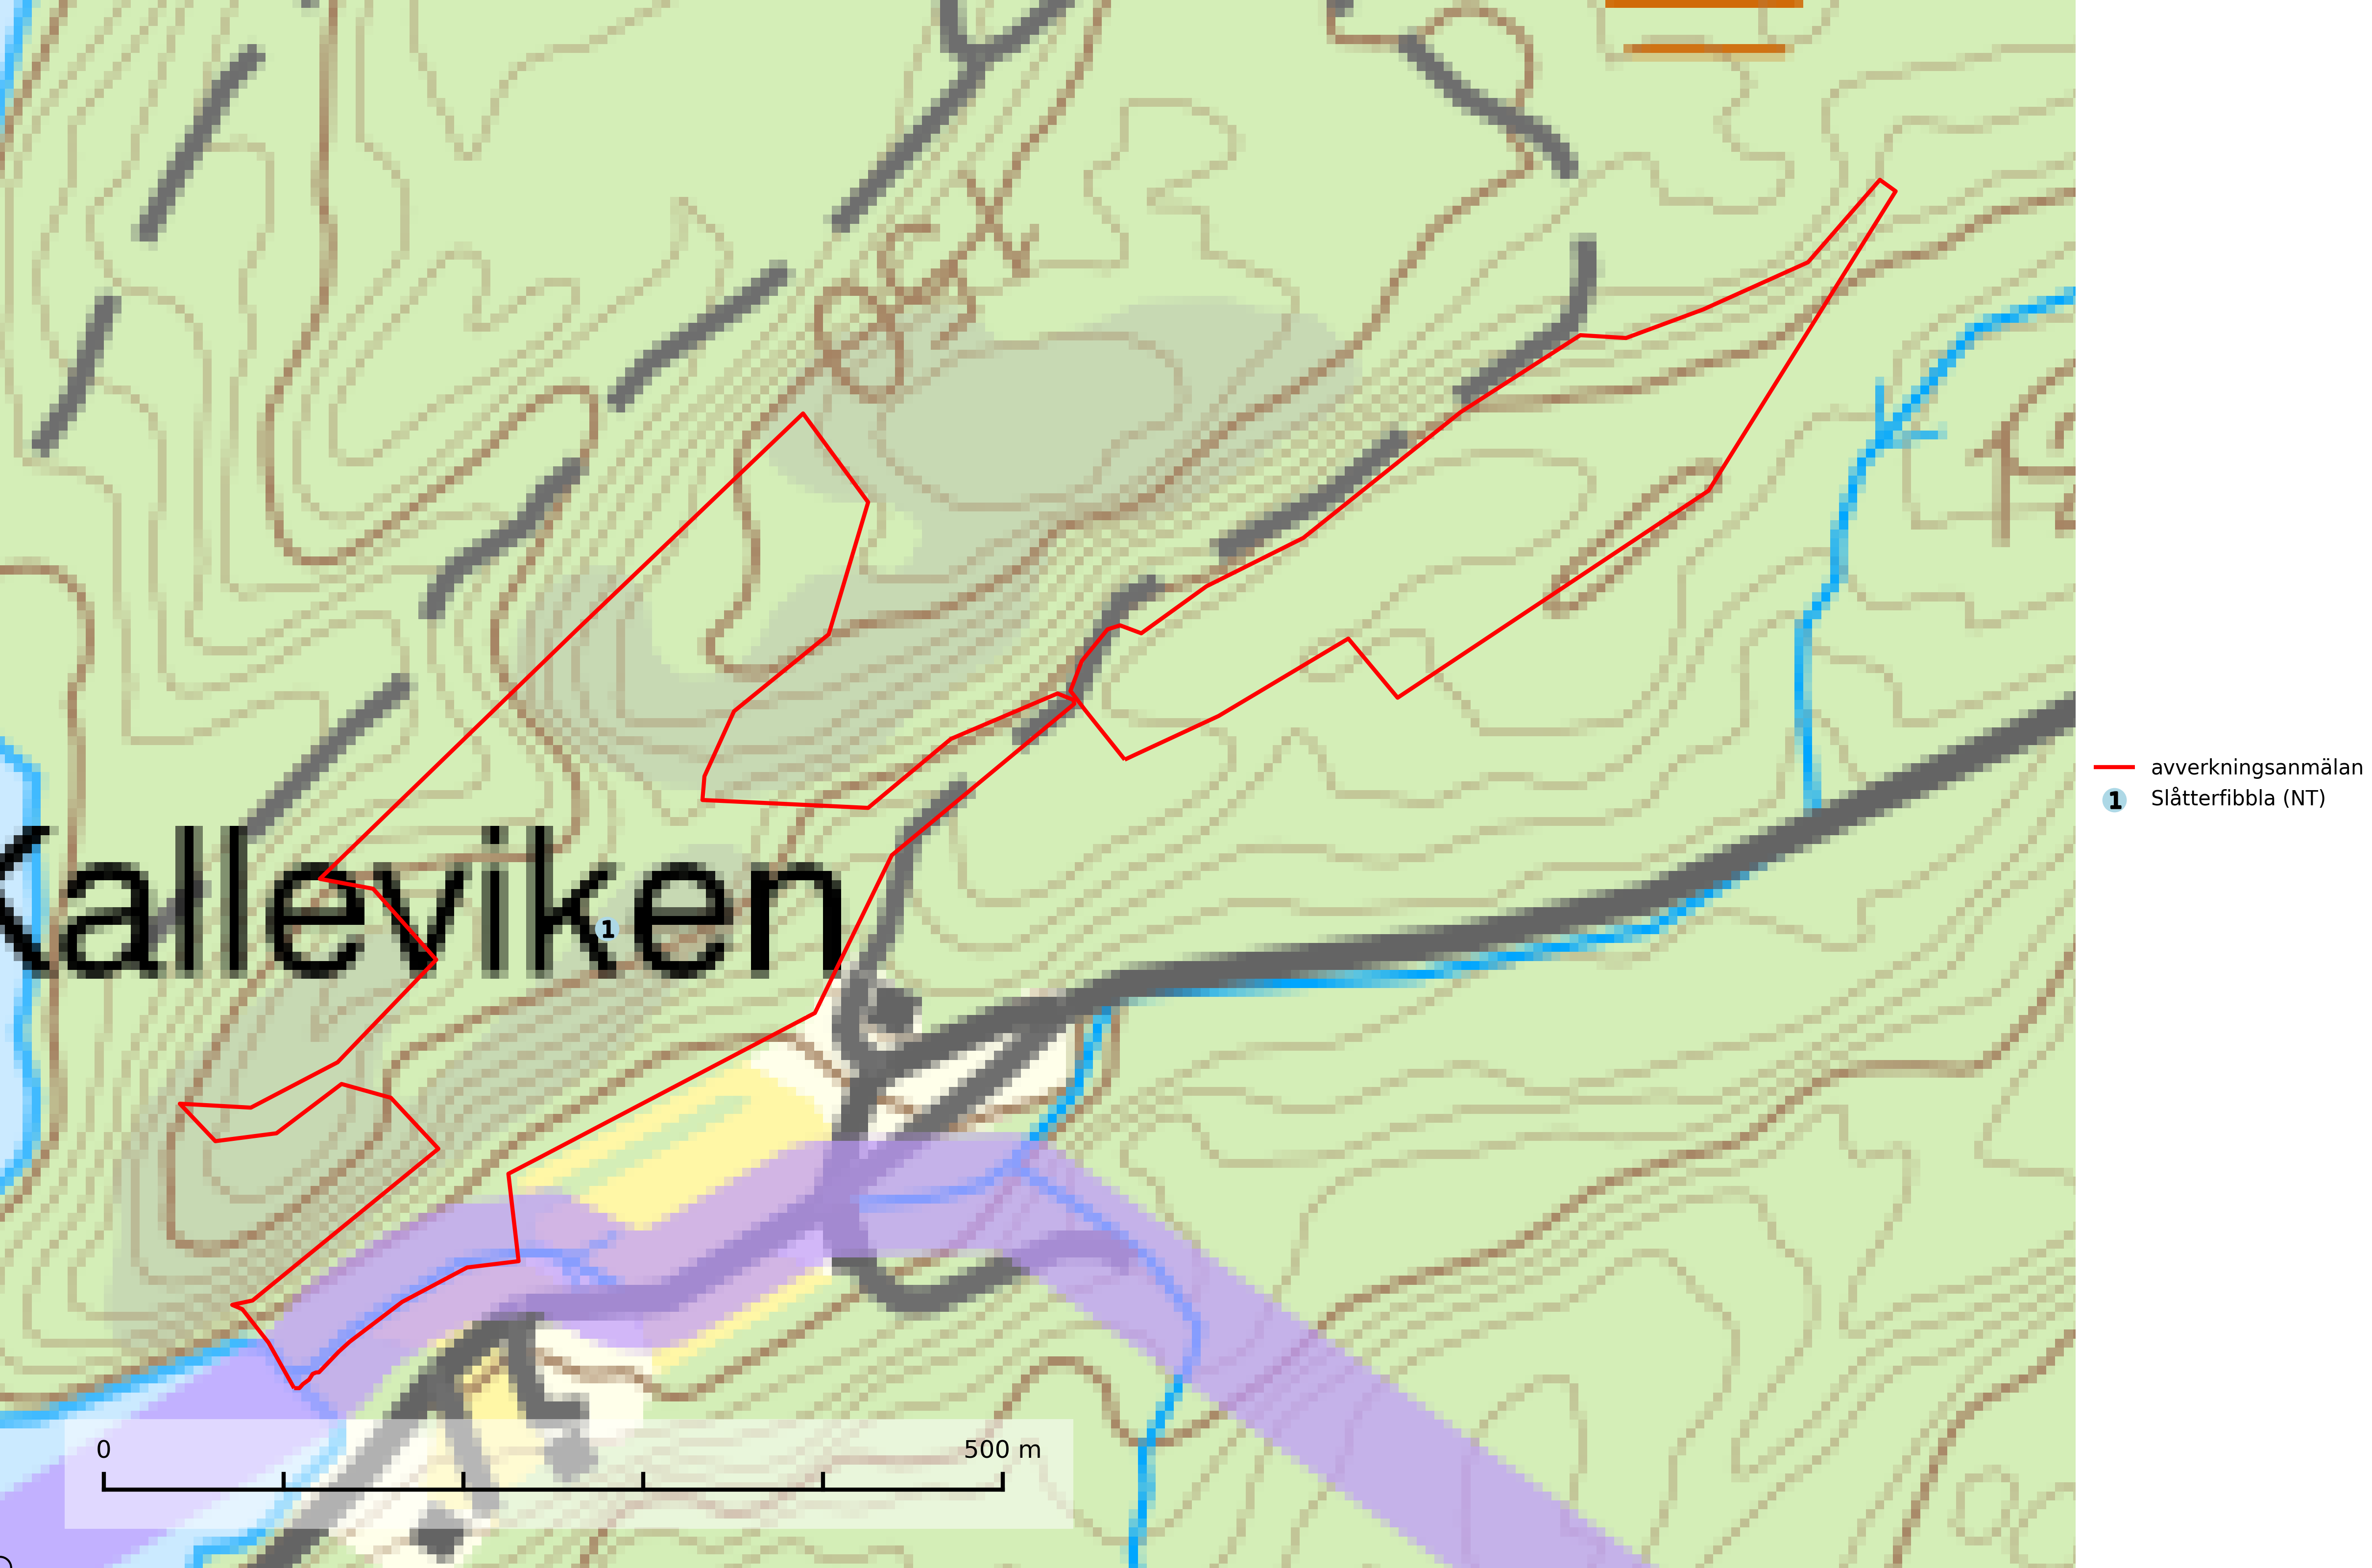 Kalleviken
1
avverkningsanmälan
1 Slåtterfibbla (NT)
0 500 m